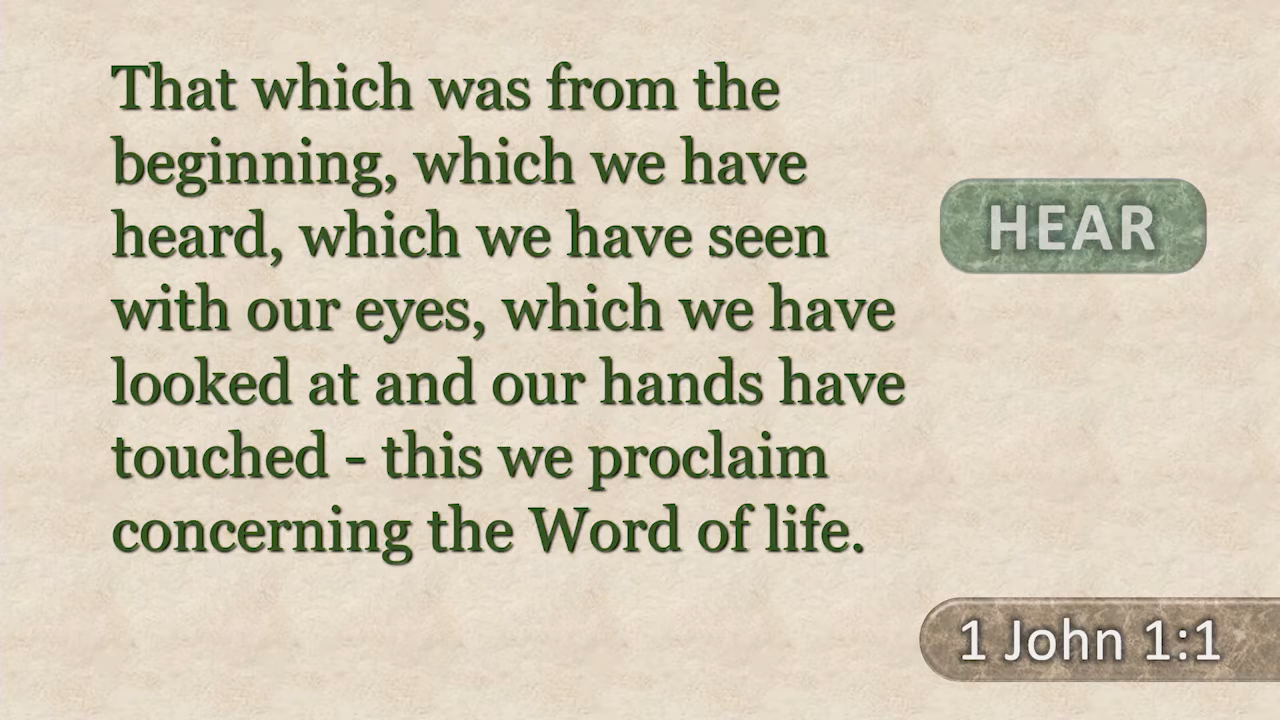 That which was from the
beginning, which we have
heard, which we have seen
with our eyes, which we have
looked at and our hands have
touched - this we proclaim
concerning the Word of life.
HEAR
1 John 1:1